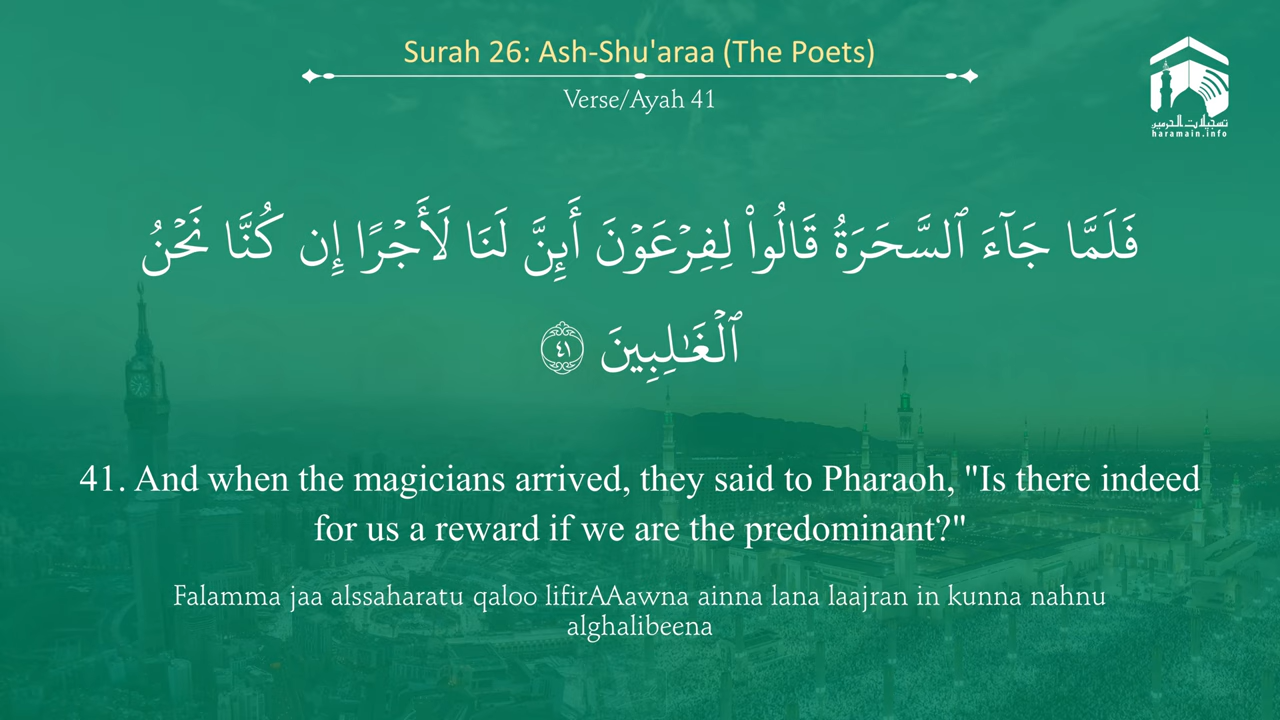 Surah 26: Ash-Shu'araa (The Poets)
Verse/Ayah 41
تسجيلات الحرمين
haramain.info
فَلَمَّا جَآءَ ٱلسَّحَرَةُ قَالُوا۟ لِفِرْعَوْنَ أَئِنَّ لَنَا لَأَجْرًا إِن كُنَّا نَحْنُ
ٱلْغَـٰلِبِينَ ٤١
41. And when the magicians arrived, they said to Pharaoh, "Is there indeed
for us a reward if we are the predominant?"
Falamma jaa alssaharatu qaloo lifirAAawna ainna lana laajran in kunna nahnu
alghalibeena